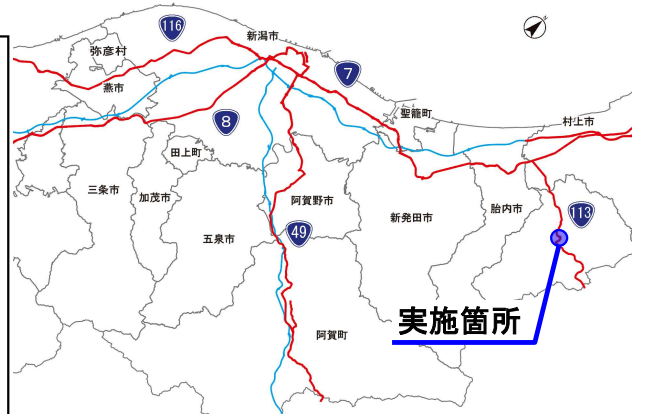 116
新潟市
弥彦村
7
燕市
聖籠町
8
村上市
田上町
三条市
加茂市
阿賀野市
新発田市
胎内市
113
五泉市
49
実施箇所
阿賀町